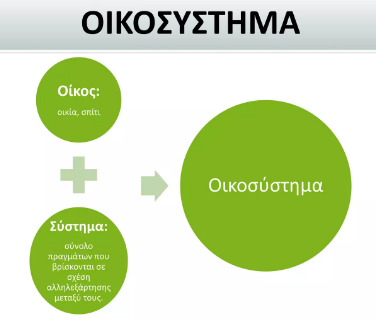 ΟΙΚΟΣΥΣΤΗΜΑ
Οίκος:
οικία, σπίτι
Σύστημα:
σύνολο
πραγμάτων που
βρίσκονται σε
σχέση
αλληλεξάρτησης
μεταξύ τους.
Οικοσύστημα